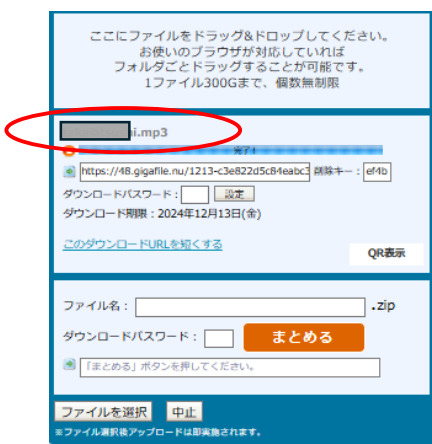 ここにファイルをドラッグ&ドロップしてください。
お使いのブラウザが対応していれば
フォルダごとドラッグすることが可能です。
1ファイル300Gまで、個数無制限
i.mp3
完了!
https://48.gigafile.nu/1213-c3e822d5c84eabc3 削除キー: ef4b
ダウンロードパスワード: 設定
ダウンロード期限:2024年12月13日(金)
このダウンロードURLを短くする
QR表示
ファイル名: .zip
ダウンロードパスワード: まとめる
「まとめる」ボタンを押してください。
ファイルを選択 中止
※ファイル選択後アップロードは即実施されます。